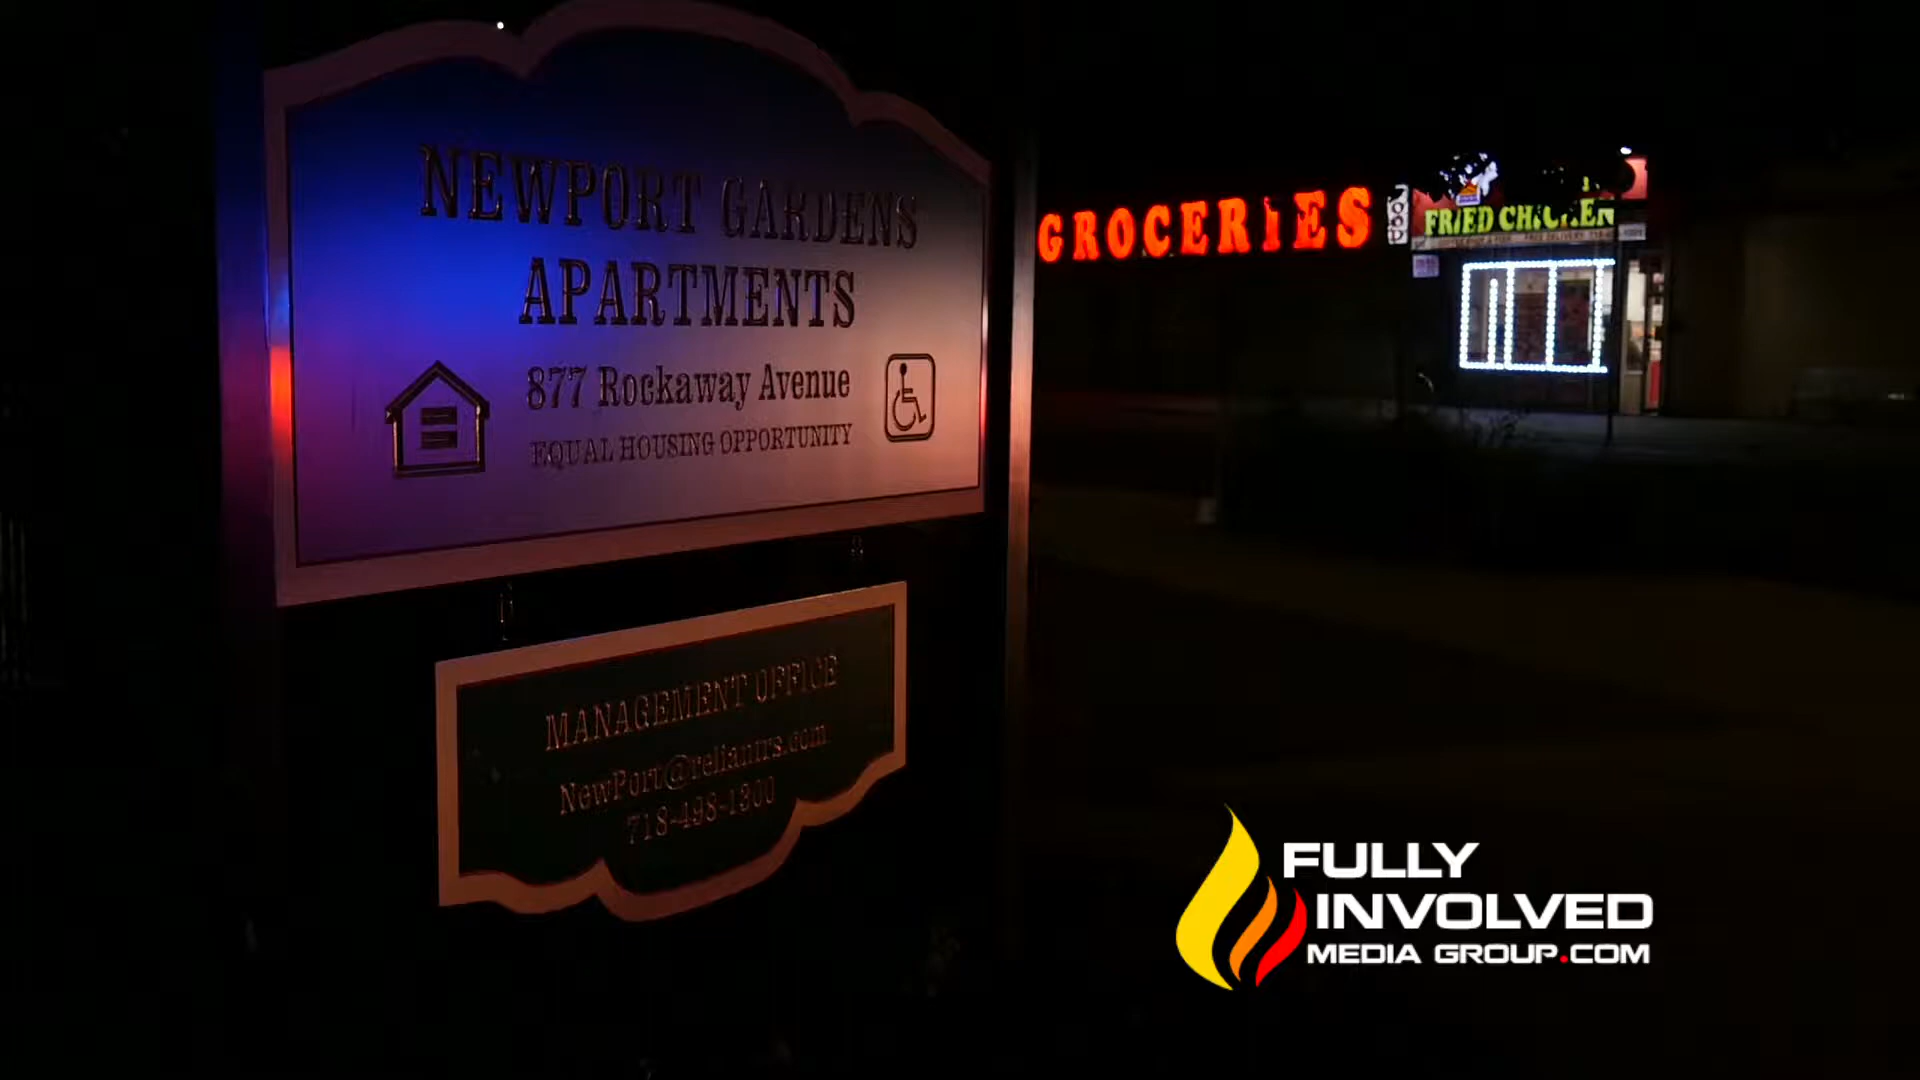 NEWPORT GARDENS
APARTMENTS
877 Rockaway Avenue
EQUAL HOUSING OPPORTUNITY
MANAGEMENT OFFICE
NewPort@reliantrs.com
718-498-1300
GROCERIES
FOOD
FRIED CHICKEN
FULLY
INVOLVED
MEDIA GROUP.COM